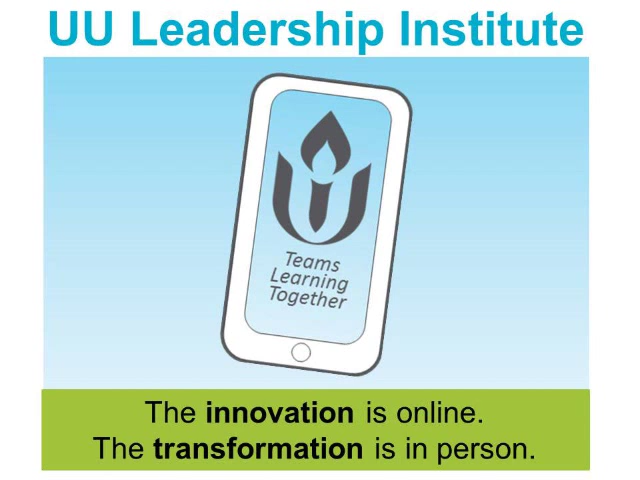 UU Leadership Institute
Teams
Learning
Together
The innovation is online.
The transformation is in person.